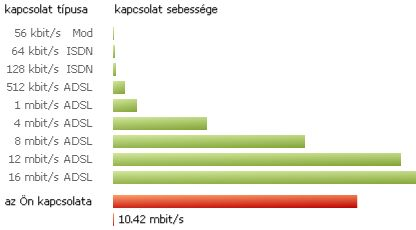 kapcsolat típusa kapcsolat sebessége
56 kbit/s Mod
64 kbit/s ISDN
128 kbit/s ISDN
512 kbit/s ADSL
1 mbit/s ADSL
4 mbit/s ADSL
8 mbit/s ADSL
12 mbit/s ADSL
16 mbit/s ADSL
az Ön kapcsolata
10.42 mbit/s